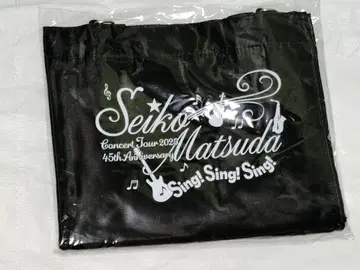 Seiko
Matsuda
Concert Tour 2025
45th Anniversary
Sing! Sing! Sing!